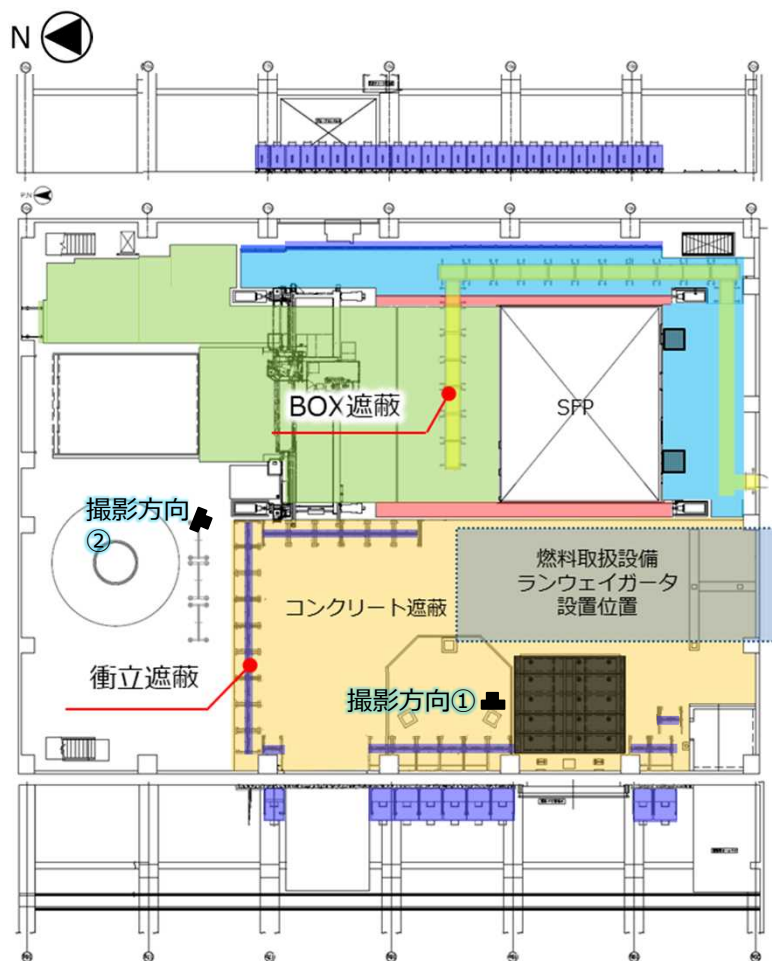 N
BOX遮蔽
SFP
撮影方向
②
燃料取扱設備
ランウェイガータ
設置位置
コンクリート遮蔽
衝立遮蔽
撮影方向①